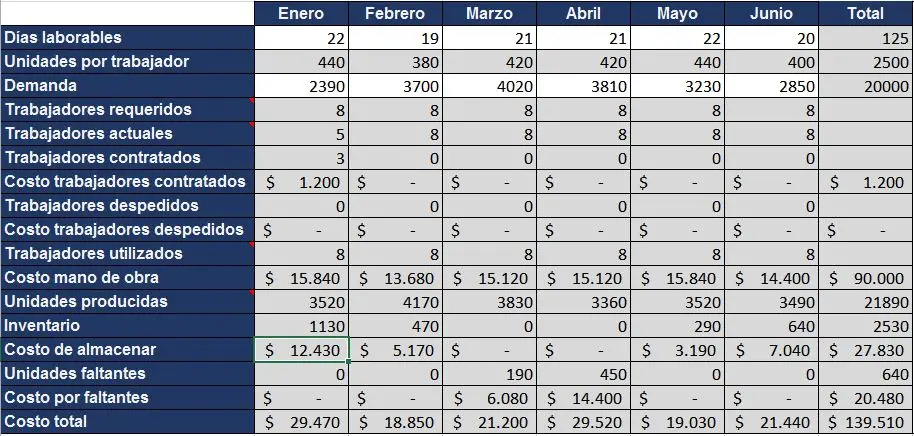 Enero Febrero Marzo Abril Mayo Junio Total
Dias laborables 22 19 21 21 22 20 125
Unidades por trabajador 440 380 420 420 440 400 2500
Demanda 2390 3700 4020 3810 3230 2850 20000
Trabajadores requeridos 8 8 8 8 8 8
Trabajadores actuales 5 8 8 8 8 8
Trabajadores contratados 3 0 0 0 0 0
Costo trabajadores contratados $ 1.200 $ - $ - $ - $ - $ - $ 1.200
Trabajadores despedidos 0 0 0 0 0 0
Costo trabajadores despedidos $ - $ - $ - $ - $ - $ - $ -
Trabajadores utilizados 8 8 8 8 8 8
Costo mano de obra $ 15.840 $ 13.680 $ 15.120 $ 15.120 $ 15.840 $ 14.400 $ 90.000
Unidades producidas 3520 4170 3830 3360 3520 3490 21890
Inventario 1130 470 0 0 290 640 2530
Costo de almacenar $ 12.430 $ 5.170 $ - $ - $ 3.190 $ 7.040 $ 27.830
Unidades faltantes 0 0 190 450 0 0 640
Costo por faltantes $ - $ - $ 6.080 $ 14.400 $ - $ - $ 20.480
Costo total $ 29.470 $ 18.850 $ 21.200 $ 29.520 $ 19.030 $ 21.440 $ 139.510